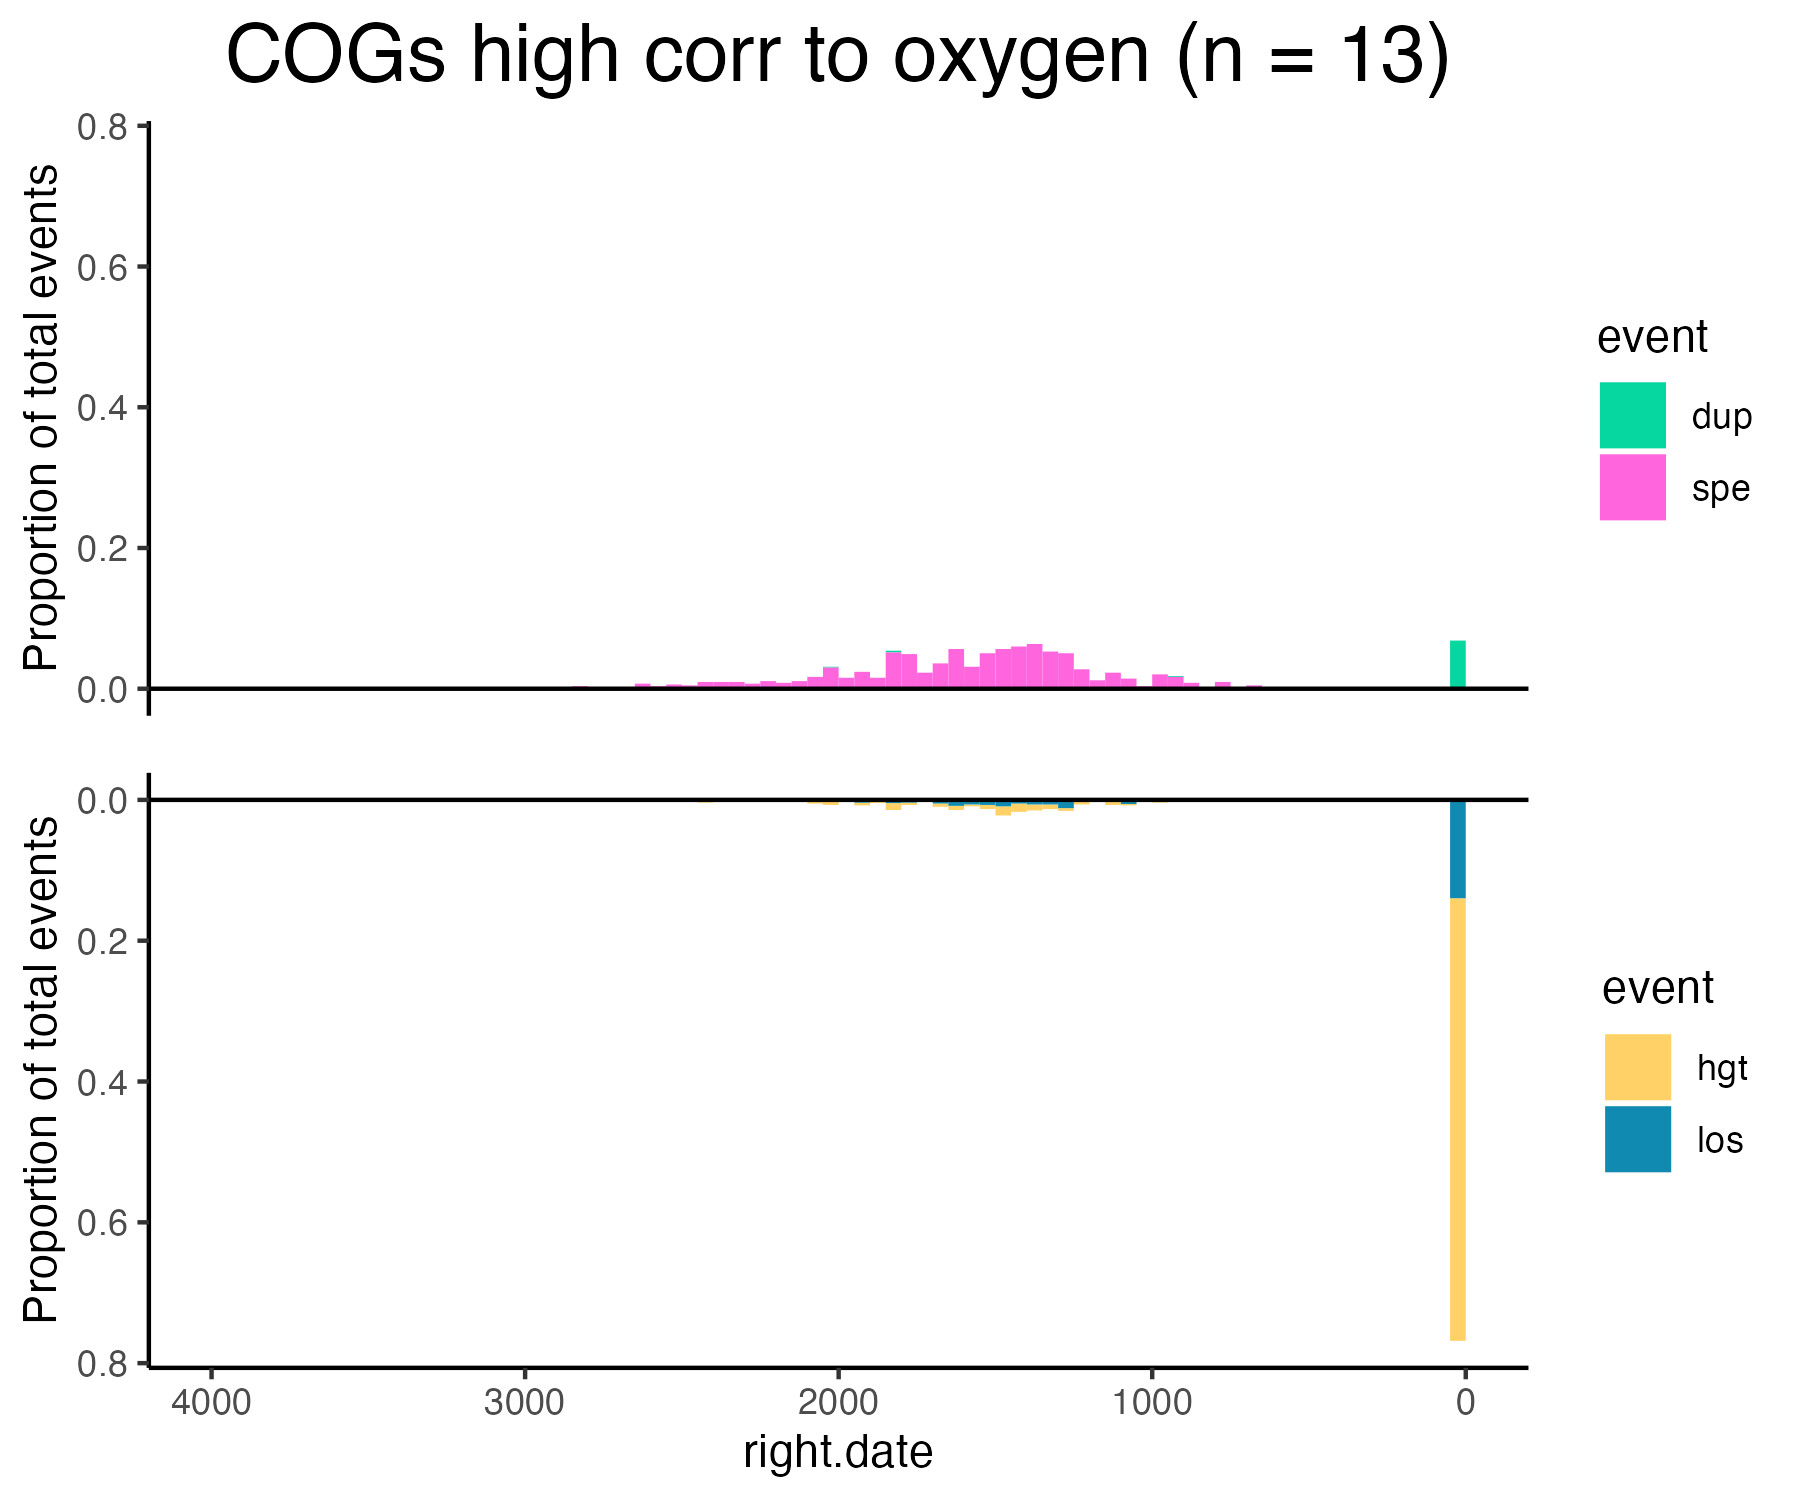 COGs high corr to oxygen (n = 13)
Proportion of total events
0.8
0.6
0.4
0.2
0.0
event
dup
spe
Proportion of total events
0.0
0.2
0.4
0.6
0.8
event
hgt
los
4000 3000 2000 1000 0
right.date